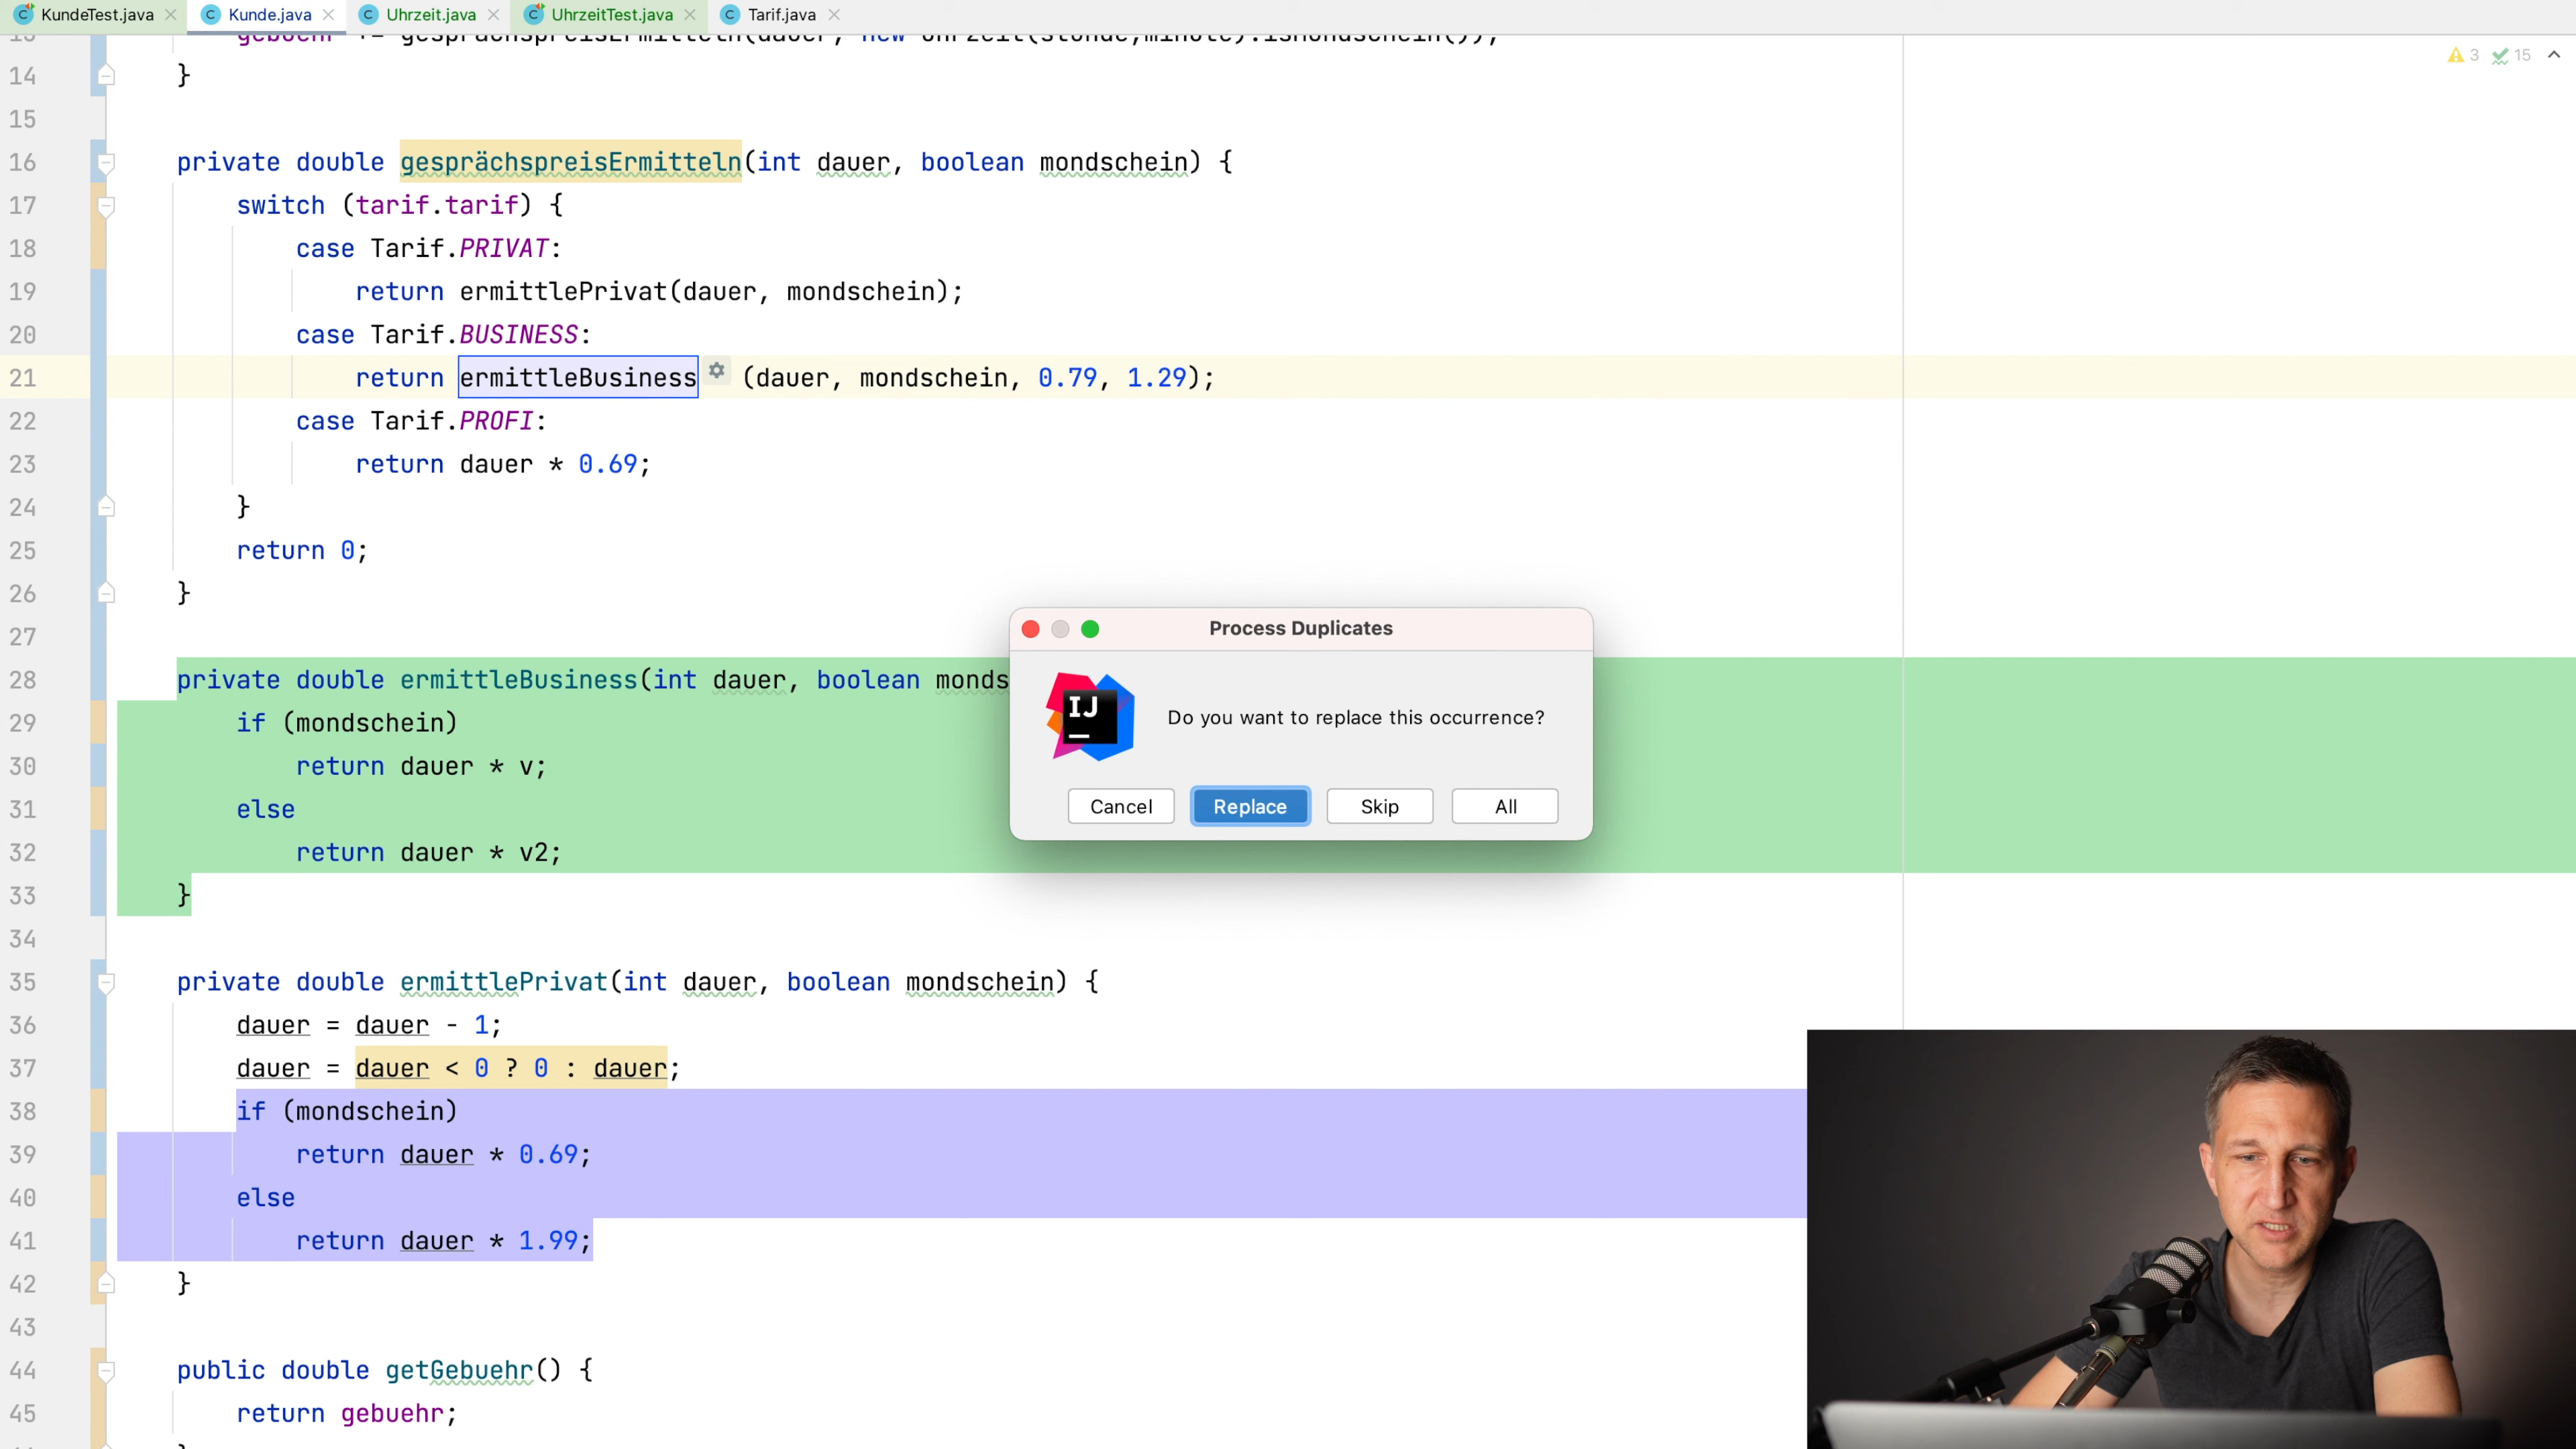 KundeTest.java Kunde.java Uhrzeit.java UhrzeitTest.java Tarif.java
3 15
14 }
15
16 private double gesprächspreisErmitteln(int dauer, boolean mondschein) {
17 switch (tarif.tarif) {
18 case Tarif.PRIVAT:
19 return ermittlePrivat(dauer, mondschein);
20 case Tarif.BUSINESS:
21 return ermittleBusiness (dauer, mondschein, 0.79, 1.29);
22 case Tarif.PROFI:
23 return dauer * 0.69;
24 }
25 return 0;
26 }
27
28 private double ermittleBusiness(int dauer, boolean monds
29 if (mondschein)
30 return dauer * v;
31 else
32 return dauer * v2;
33 }
34
35 private double ermittlePrivat(int dauer, boolean mondschein) {
36 dauer = dauer - 1;
37 dauer = dauer < 0 ? 0 : dauer;
38 if (mondschein)
39 return dauer * 0.69;
40 else
41 return dauer * 1.99;
42 }
43
44 public double getGebuehr() {
45 return gebuehr;
Process Duplicates
IJ
Do you want to replace this occurrence?
Cancel Replace Skip All